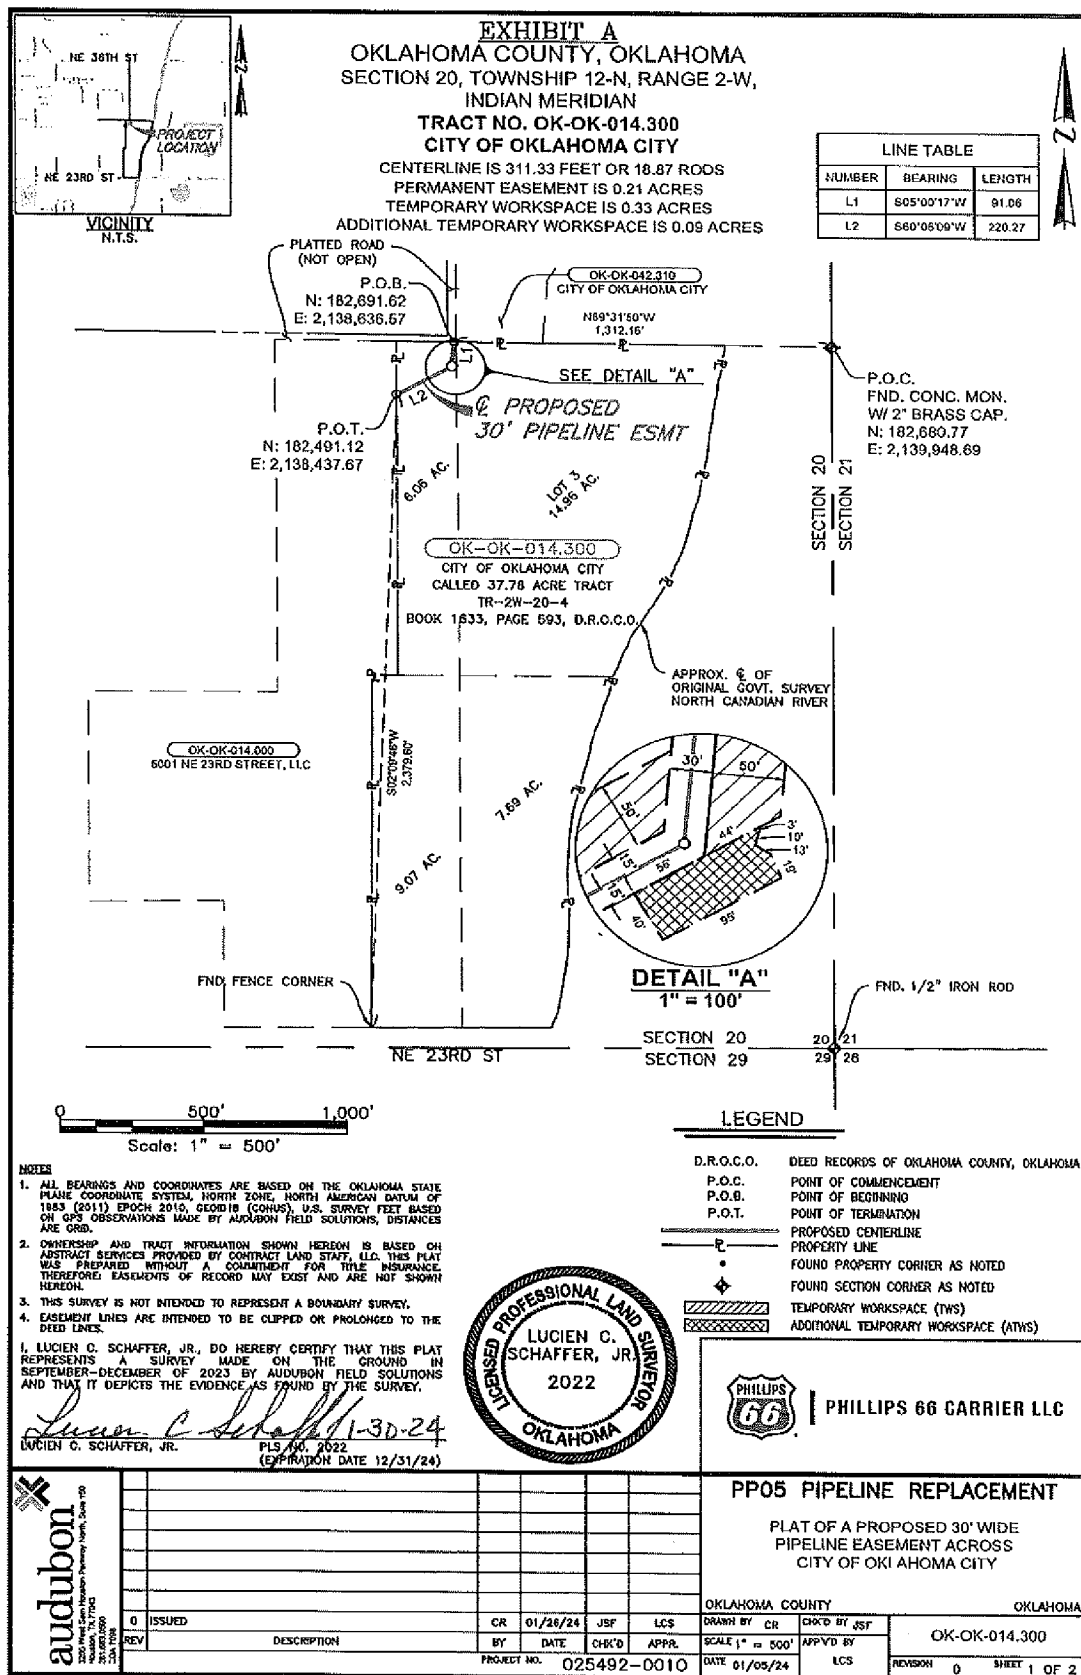 EXHIBIT A
OKLAHOMA COUNTY, OKLAHOMA
SECTION 20, TOWNSHIP 12-N, RANGE 2-W,
INDIAN MERIDIAN
TRACT NO. OK-OK-014.300
CITY OF OKLAHOMA CITY
CENTERLINE IS 311.33 FEET OR 18.87 RODS
PERMANENT EASEMENT IS 0.21 ACRES
TEMPORARY WORKSPACE IS 0.33 ACRES
ADDITIONAL TEMPORARY WORKSPACE IS 0.09 ACRES
NE 36TH ST
PROJECT
LOCATION
NE 23RD ST
VICINITY
N.T.S.
N
N
LINE TABLE
NUMBER BEARING LENGTH
L1 S05°00'17"W 91.06
L2 S60°06'09"W 220.27
PLATTED ROAD
(NOT OPEN)
P.O.B.
N: 182,691.62
E: 2,138,636.57
OK-OK-042.310
CITY OF OKLAHOMA CITY
N89°31'50"W
1,312.16'
L1
L2
SEE DETAIL "A"
℄ PROPOSED
30' PIPELINE ESMT
P.O.C.
FND. CONC. MON.
W/ 2" BRASS CAP.
N: 182,680.77
E: 2,139,948.69
P.O.T.
N: 182,491.12
E: 2,138,437.67
6.06 AC.
LOT 3
14.96 AC.
SECTION 20
SECTION 21
OK-OK-014.300
CITY OF OKLAHOMA CITY
CALLED 37.78 ACRE TRACT
TR-2W-20-4
BOOK 1633, PAGE 593, D.R.O.C.O.
APPROX. ℄ OF
ORIGINAL GOVT. SURVEY
NORTH CANADIAN RIVER
OK-OK-014.000
6001 NE 23RD STREET, LLC
S02°09'46"W
2,379.60'
7.69 AC.
9.07 AC.
30'
50'
50'
44'
3'
10'
13'
19'
15'
15'
56'
40'
95'
DETAIL "A"
1" = 100'
FND. FENCE CORNER
FND. 1/2" IRON ROD
NE 23RD ST
SECTION 20
SECTION 29
20 21
29 28
0 500' 1,000'
Scale: 1" = 500'
LEGEND
D.R.O.C.O. DEED RECORDS OF OKLAHOMA COUNTY, OKLAHOMA
P.O.C. POINT OF COMMENCEMENT
P.O.B. POINT OF BEGINNING
P.O.T. POINT OF TERMINATION
PROPOSED CENTERLINE
PROPERTY LINE
FOUND PROPERTY CORNER AS NOTED
FOUND SECTION CORNER AS NOTED
TEMPORARY WORKSPACE (TWS)
ADDITIONAL TEMPORARY WORKSPACE (ATWS)
NOTES
1. ALL BEARINGS AND COORDINATES ARE BASED ON THE OKLAHOMA STATE
PLANE COORDINATE SYSTEM, NORTH ZONE, NORTH AMERICAN DATUM OF
1983 (2011) EPOCH 2010, GEOID18 (CONUS), U.S. SURVEY FEET BASED
ON GPS OBSERVATIONS MADE BY AUDUBON FIELD SOLUTIONS, DISTANCES
ARE GRID.
2. OWNERSHIP AND TRACT INFORMATION SHOWN HEREON IS BASED ON
ABSTRACT SERVICES PROVIDED BY CONTRACT LAND STAFF, LLC. THIS PLAT
WAS PREPARED WITHOUT A COMMITMENT FOR TITLE INSURANCE.
THEREFORE; EASEMENTS OF RECORD MAY EXIST AND ARE NOT SHOWN
HEREON.
3. THIS SURVEY IS NOT INTENDED TO REPRESENT A BOUNDARY SURVEY.
4. EASEMENT LINES ARE INTENDED TO BE CLIPPED OR PROLONGED TO THE
DEED LINES.
I, LUCIEN C. SCHAFFER, JR., DO HEREBY CERTIFY THAT THIS PLAT
REPRESENTS A SURVEY MADE ON THE GROUND IN
SEPTEMBER-DECEMBER OF 2023 BY AUDUBON FIELD SOLUTIONS
AND THAT IT DEPICTS THE EVIDENCE AS FOUND BY THE SURVEY.
Lucien C Schaffer 1-30-24
LUCIEN C. SCHAFFER, JR. PLS NO. 2022
(EXPIRATION DATE 12/31/24)
LICENSED PROFESSIONAL LAND SURVEYOR
LUCIEN C.
SCHAFFER, JR.
2022
OKLAHOMA
PHILLIPS
66
PHILLIPS 66 CARRIER LLC
audubon
PP05 PIPELINE REPLACEMENT
PLAT OF A PROPOSED 30' WIDE
PIPELINE EASEMENT ACROSS
CITY OF OKLAHOMA CITY
OKLAHOMA COUNTY OKLAHOMA
0 ISSUED CR 01/26/24 JSF LCS
REV DESCRIPTION BY DATE CHK'D APPR.
PROJECT NO. 025492-0010
DRAWN BY CR CHK'D BY JSF
SCALE 1" = 500' APPV'D BY
DATE 01/05/24 LCS
OK-OK-014.300
REVISION 0 SHEET 1 OF 2